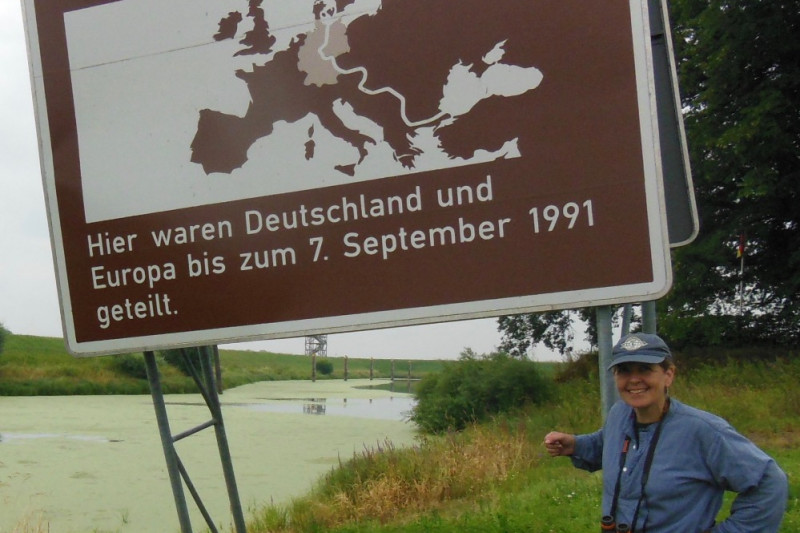 Hier waren Deutschland und
Europa bis zum 7. September 1991
geteilt.